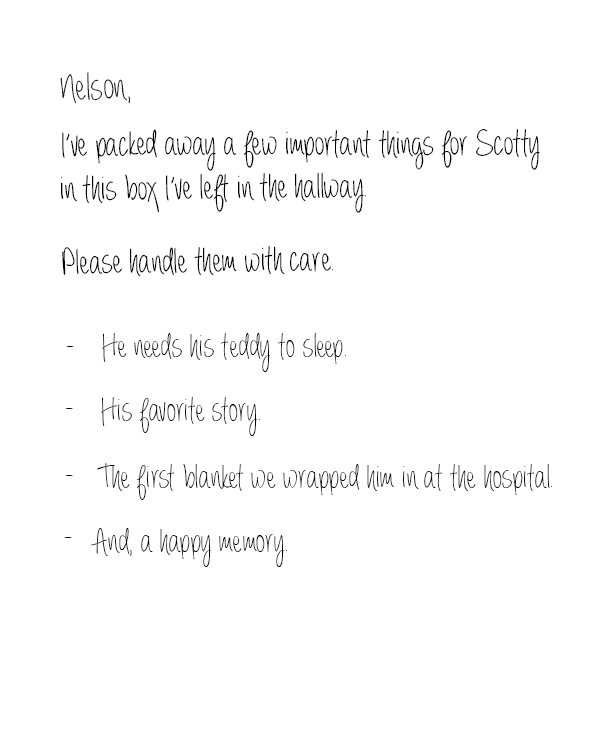 Nelson,
I've packed away a few important things for Scotty
in this box I've left in the hallway.
Please handle them with care.
- He needs his teddy to sleep.
- His favorite story.
- The first blanket we wrapped him in at the hospital.
- And, a happy memory.